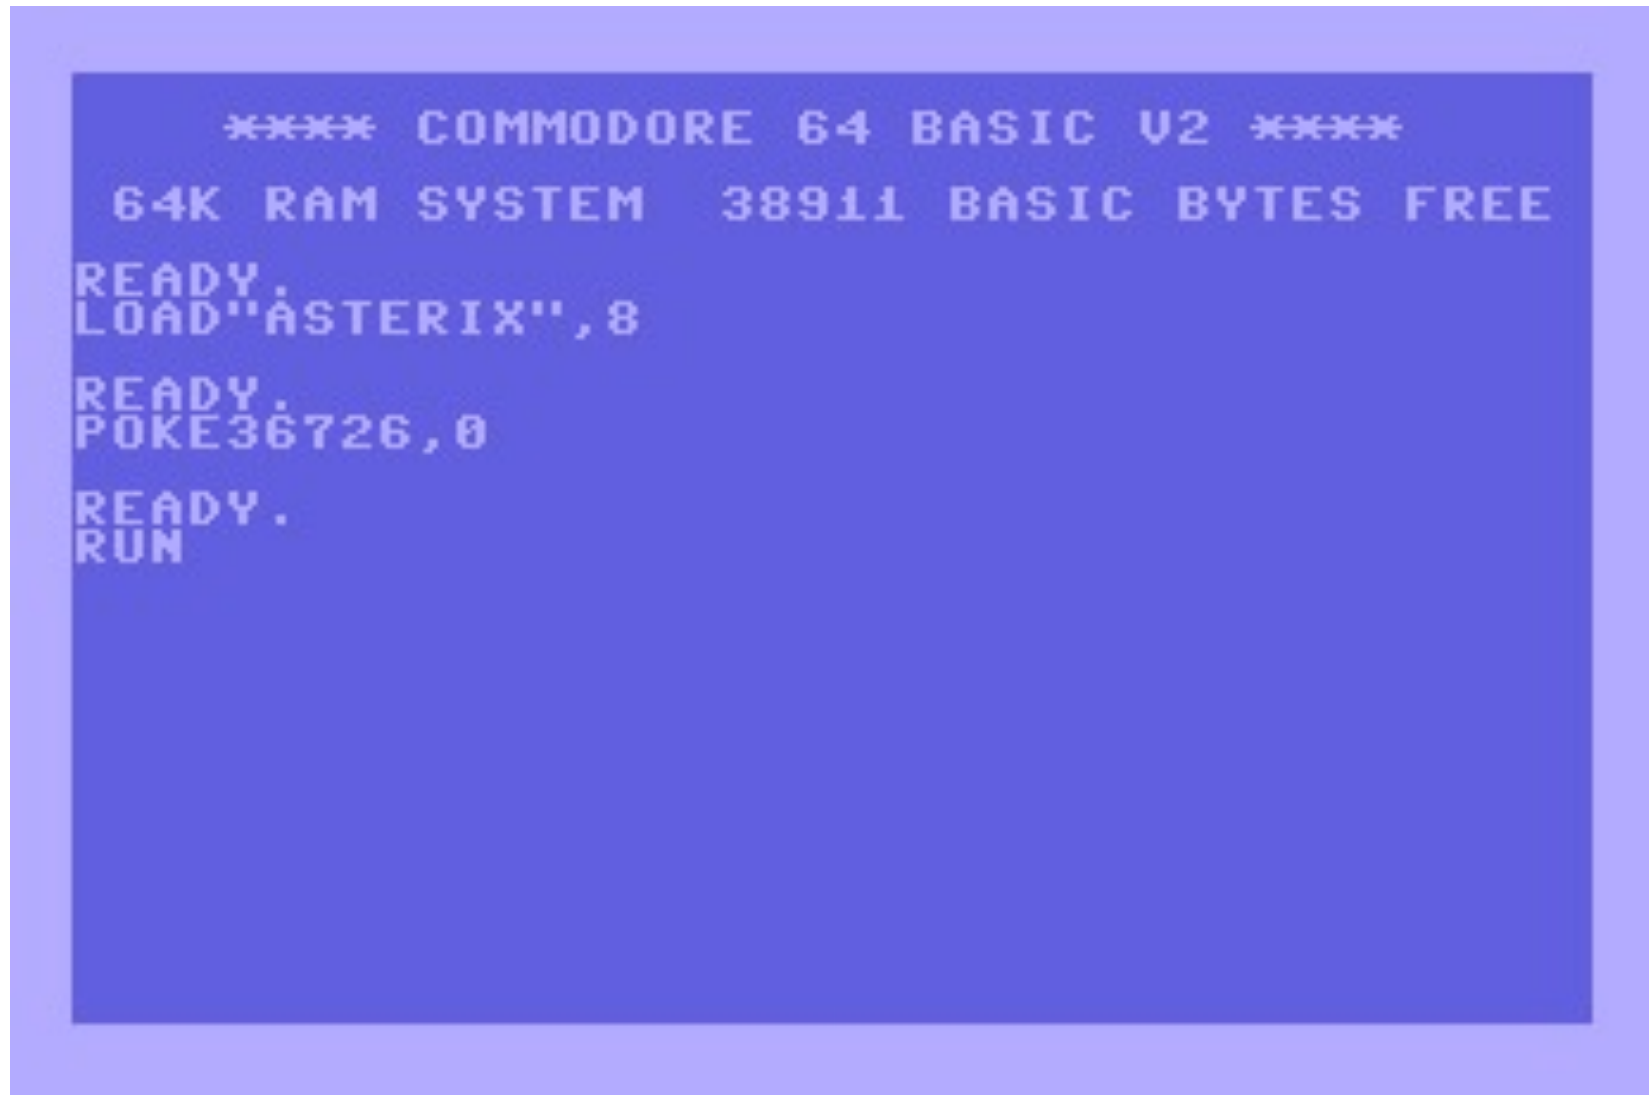 **** COMMODORE 64 BASIC V2 ****
64K RAM SYSTEM  38911 BASIC BYTES FREE
READY.
LOAD"ASTERIX",8
READY.
POKE36726,0
READY.
RUN